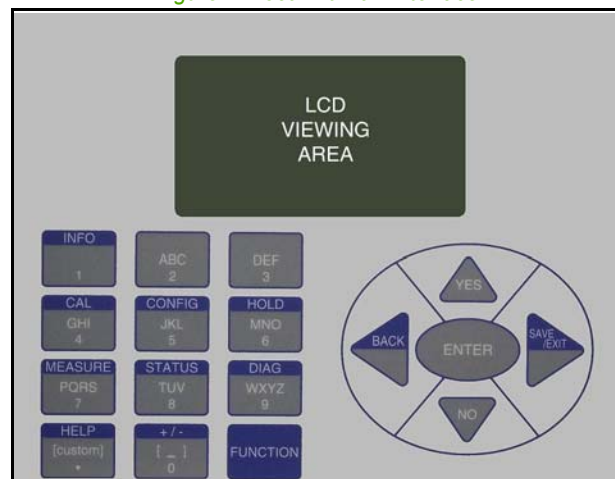 LCD
VIEWING
AREA
INFO
1
ABC
2
DEF
3
CAL
GHI
4
CONFIG
JKL
5
HOLD
MNO
6
MEASURE
PQRS
7
STATUS
TUV
8
DIAG
WXYZ
9
HELP
[custom]
•
+ / -
[ _ ]
0
FUNCTION
YES
BACK
ENTER
SAVE
/EXIT
NO